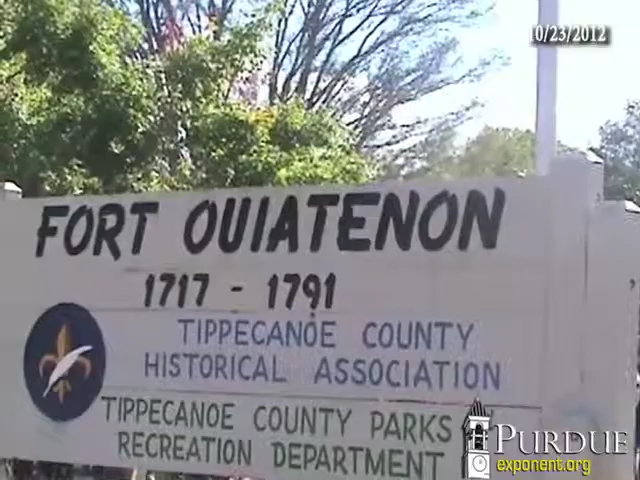 10/23/2012
FORT OUIATENON
1717 - 1791
TIPPECANOE COUNTY
HISTORICAL ASSOCIATION
TIPPECANOE COUNTY PARKS
RECREATION DEPARTMENT
PURDUE
exponent.org